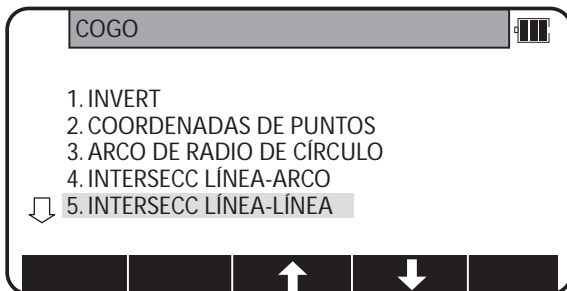 COGO
1. INVERT
2. COORDENADAS DE PUNTOS
3. ARCO DE RADIO DE CÍRCULO
4. INTERSECC LÍNEA-ARCO
5. INTERSECC LÍNEA-LÍNEA